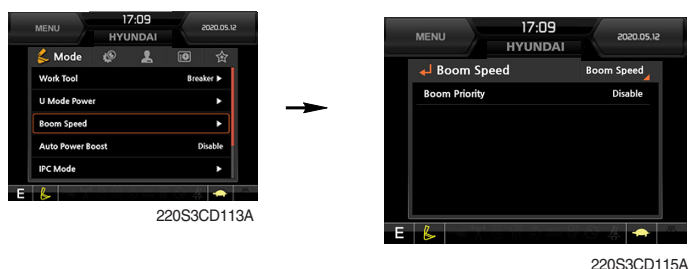 MENU
17:09
2020.05.12
HYUNDAI
Mode
Work Tool
Breaker ▶
U Mode Power ▶
Boom Speed ▶
Auto Power Boost
Disable
IPC Mode ▶
E
220S3CD113A
MENU
17:09
2020.05.12
HYUNDAI
Boom Speed
Boom Speed
Boom Priority
Disable
E
220S3CD115A